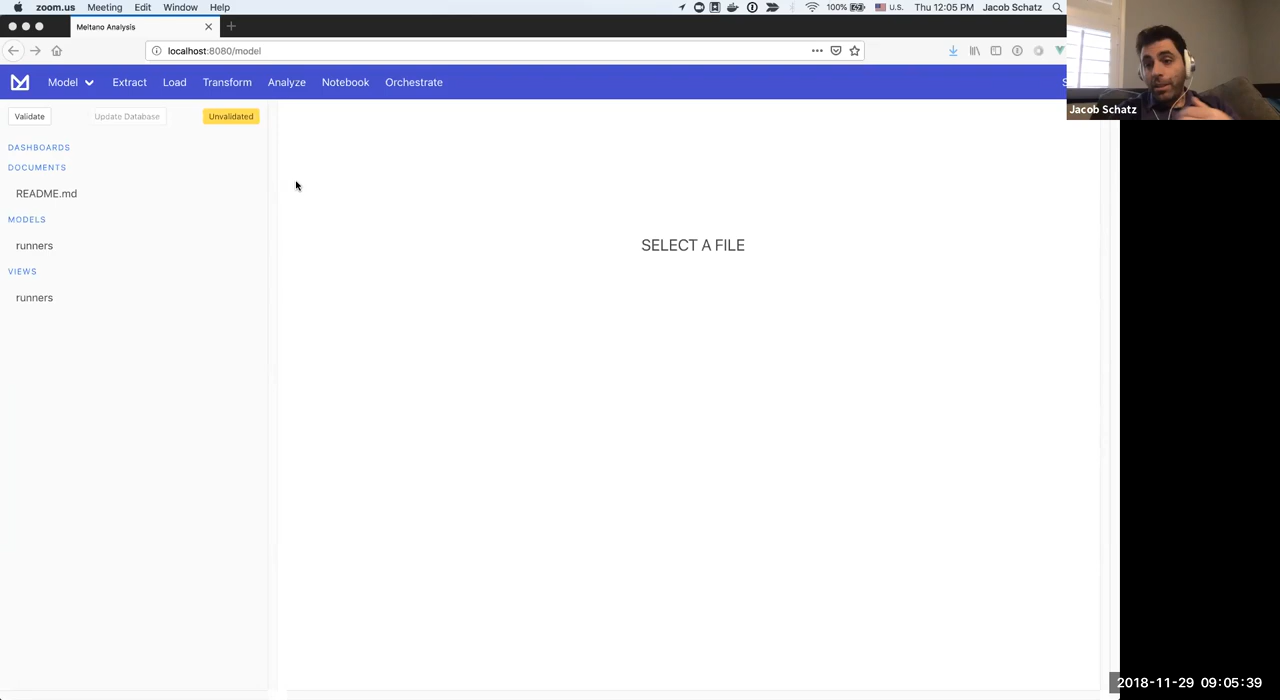 zoom.us Meeting Edit Window Help 100% U.S. Thu 12:05 PM Jacob Schatz
Meltano Analysis
localhost:8080/model
Model Extract Load Transform Analyze Notebook Orchestrate
Jacob Schatz
Validate Update Database Unvalidated
DASHBOARDS
DOCUMENTS
README.md
MODELS
runners
VIEWS
runners
SELECT A FILE
2018-11-29 09:05:39